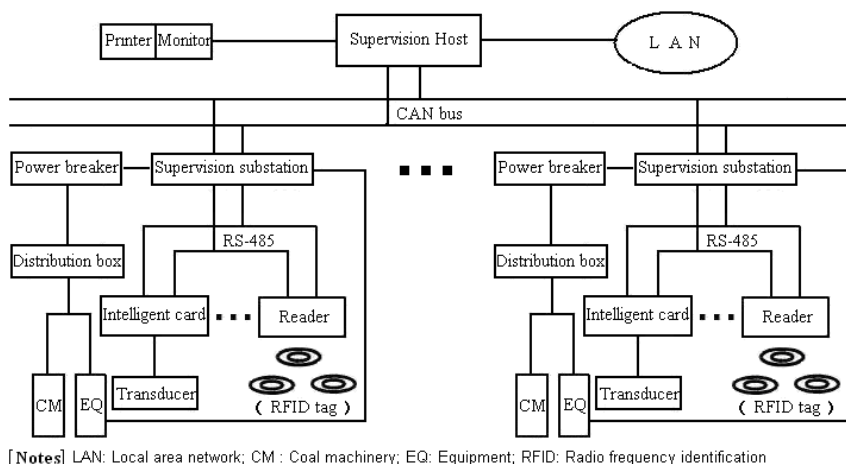 Printer Monitor Supervision Host L A N
CAN bus
Power breaker Supervision substation Power breaker Supervision substation
RS-485 RS-485
Distribution box Distribution box
Intelligent card Reader Intelligent card Reader
CM EQ Transducer CM EQ Transducer
( RFID tag ) ( RFID tag )
[Notes] LAN: Local area network; CM : Coal machinery; EQ: Equipment; RFID: Radio frequency identification